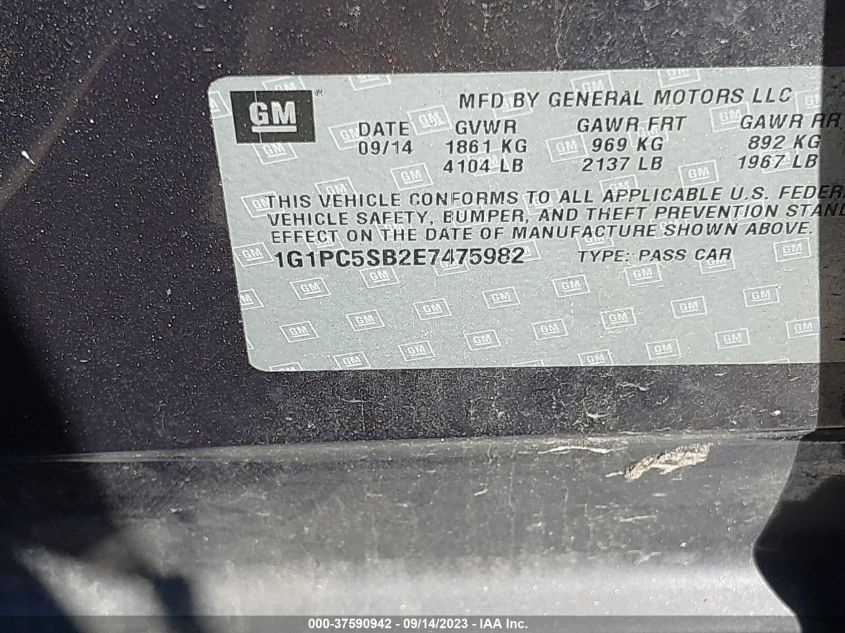 GM
MFD BY GENERAL MOTORS LLC
DATE GVWR GAWR FRT GAWR RR
09/14 1861 KG 969 KG 892 KG
4104 LB 2137 LB 1967 LB
THIS VEHICLE CONFORMS TO ALL APPLICABLE U.S.
VEHICLE SAFETY, BUMPER, AND THEFT PREVENTION
EFFECT ON THE DATE OF MANUFACTURE SHOWN ABOVE.
1G1PC5SB2E7475982 TYPE: PASS CAR
000-37590942 - 09/14/2023 - IAA Inc.